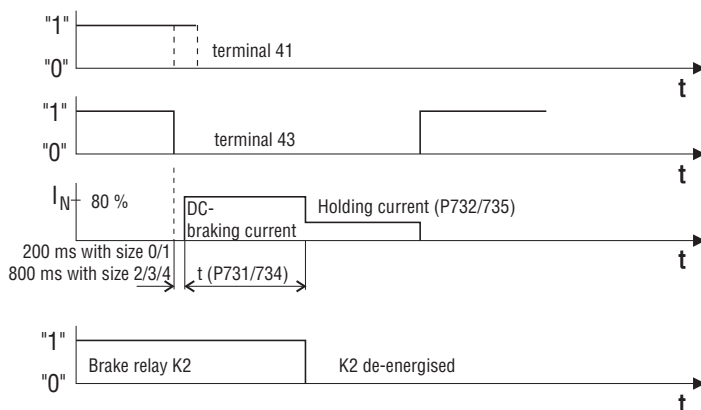 "1"
terminal 41
"0"
t
"1"
terminal 43
"0"
t
I_N
80 %
DC-
braking current
Holding current (P732/735)
200 ms with size 0/1
800 ms with size 2/3/4
t (P731/734)
t
"1"
Brake relay K2
K2 de-energised
"0"
t